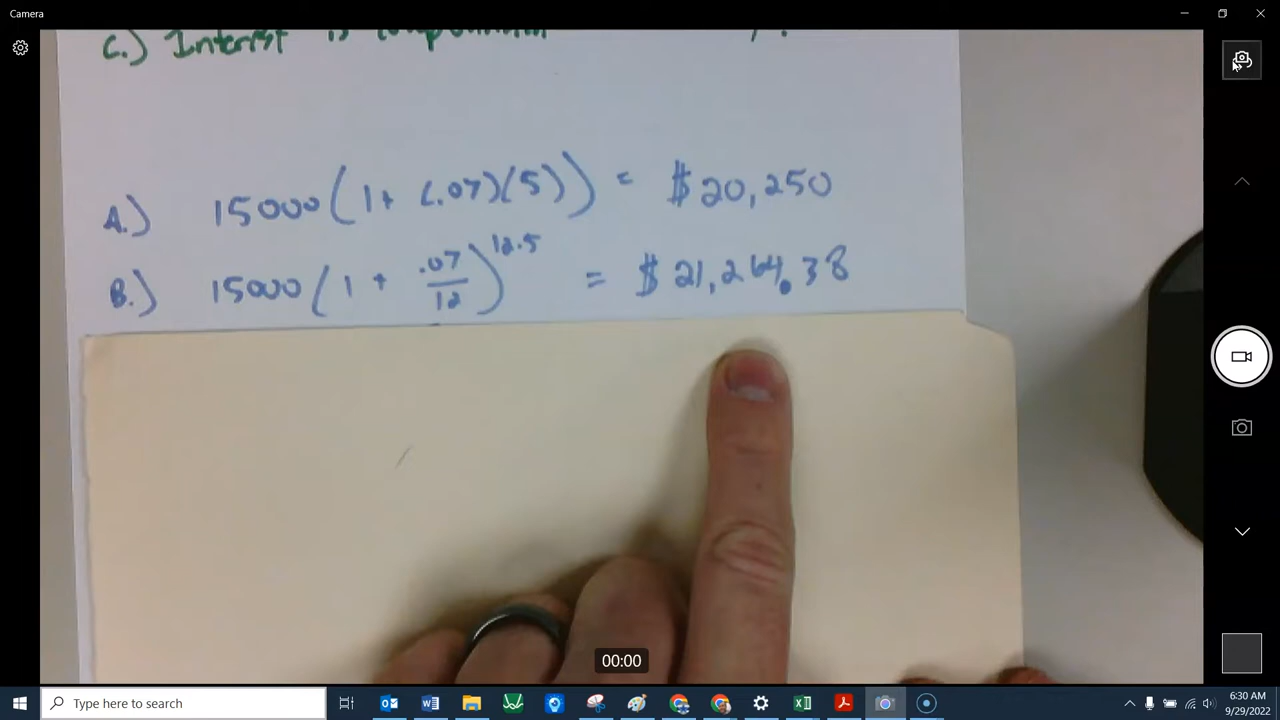 Camera
C.) Interest is
A.) 15000(1+ (.07)(5)) = $20,250
B.) 15000(1 + .07/12)^12·5 = $21,264.38
00:00
Type here to search
6:30 AM
9/29/2022